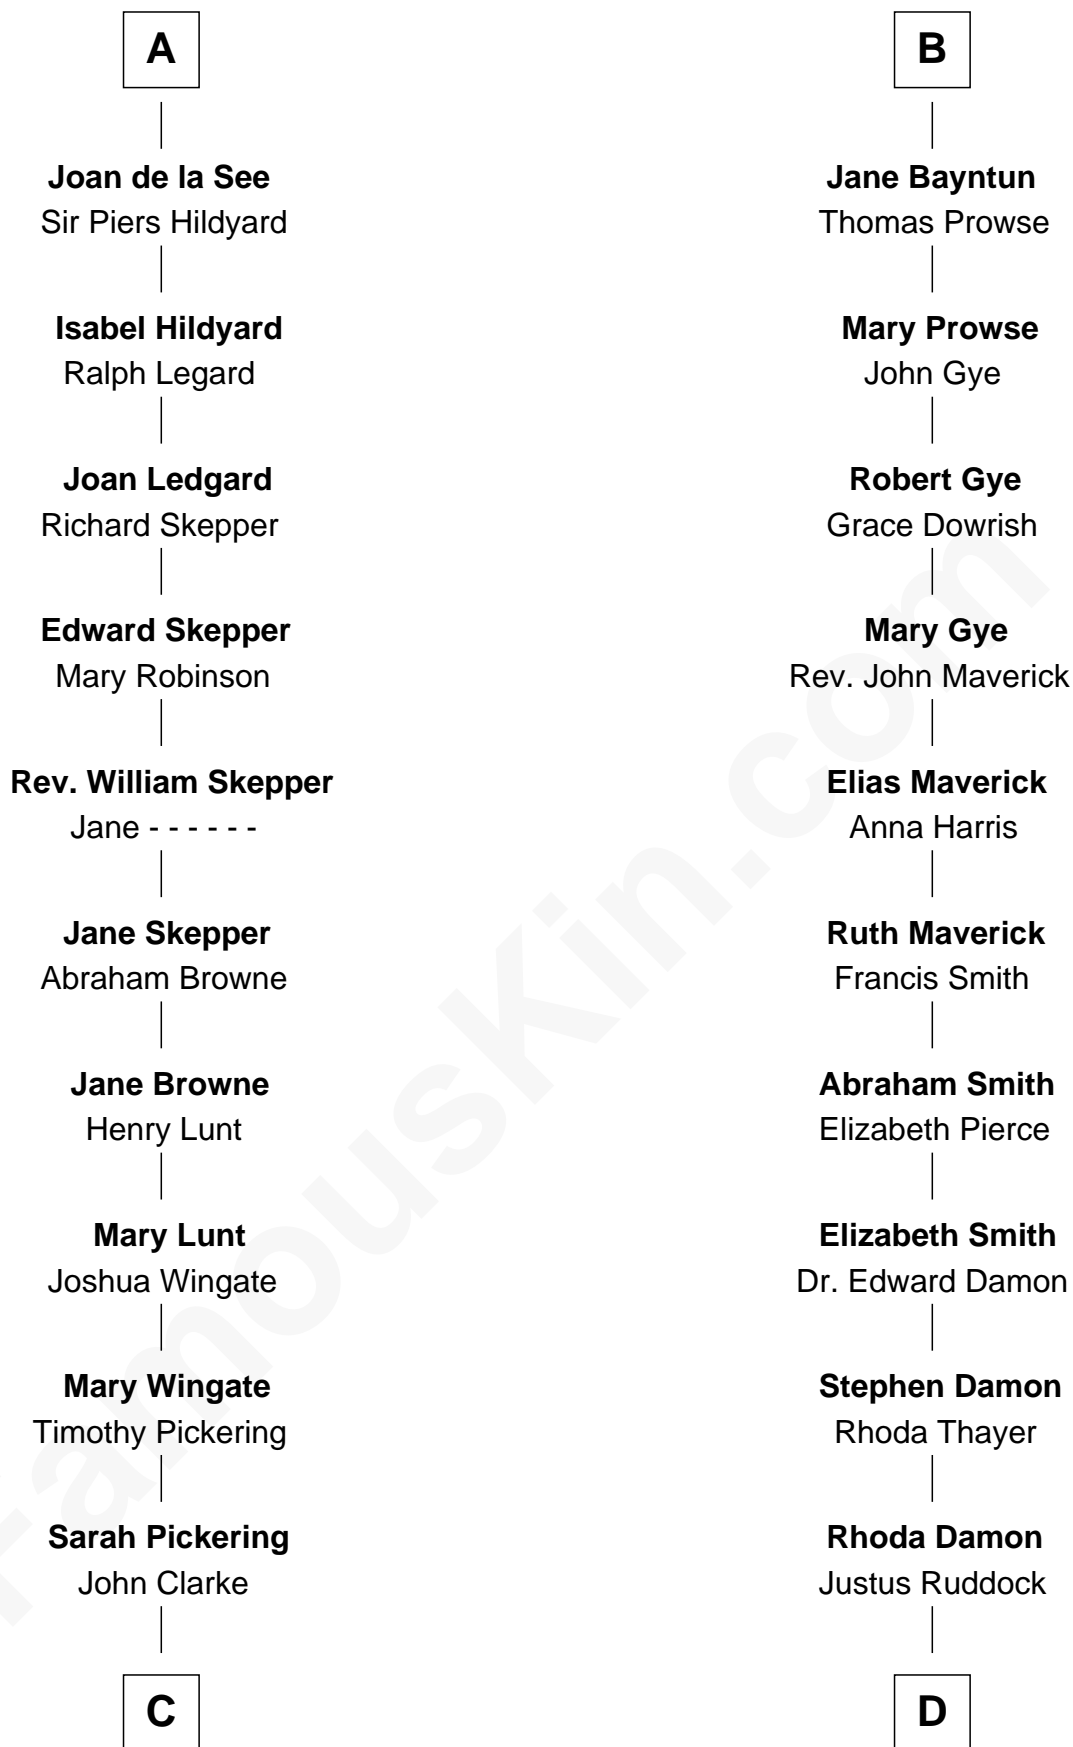 A
Joan de la See
Sir Piers Hildyard
Isabel Hildyard
Ralph Legard
Joan Ledgard
Richard Skepper
Edward Skepper
Mary Robinson
Rev. William Skepper
Jane - - - - - -
Jane Skepper
Abraham Browne
Jane Browne
Henry Lunt
Mary Lunt
Joshua Wingate
Mary Wingate
Timothy Pickering
Sarah Pickering
John Clarke
C
B
Jane Bayntun
Thomas Prowse
Mary Prowse
John Gye
Robert Gye
Grace Dowrish
Mary Gye
Rev. John Maverick
Elias Maverick
Anna Harris
Ruth Maverick
Francis Smith
Abraham Smith
Elizabeth Pierce
Elizabeth Smith
Dr. Edward Damon
Stephen Damon
Rhoda Thayer
Rhoda Damon
Justus Ruddock
D
FamousKin.com